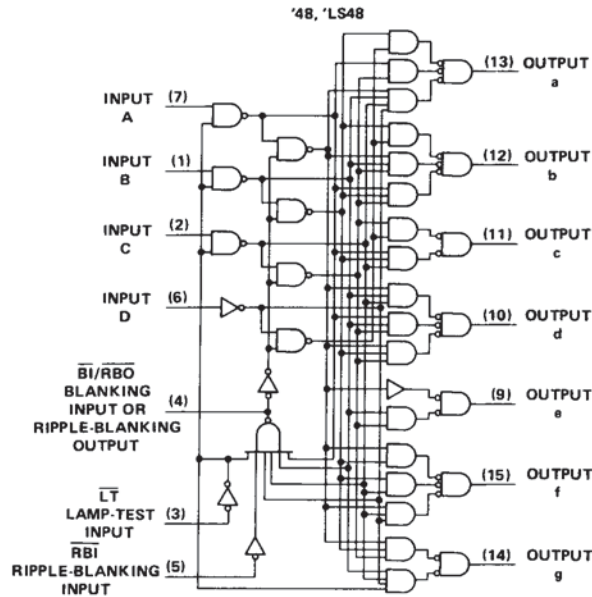 '48, 'LS48
INPUT A (7)
INPUT B (1)
INPUT C (2)
INPUT D (6)
BI/RBO
BLANKING (4)
INPUT OR
RIPPLE-BLANKING
OUTPUT
LT
LAMP-TEST (3)
INPUT
RBI
RIPPLE-BLANKING (5)
INPUT
(13) OUTPUT a
(12) OUTPUT b
(11) OUTPUT c
(10) OUTPUT d
(9) OUTPUT e
(15) OUTPUT f
(14) OUTPUT g